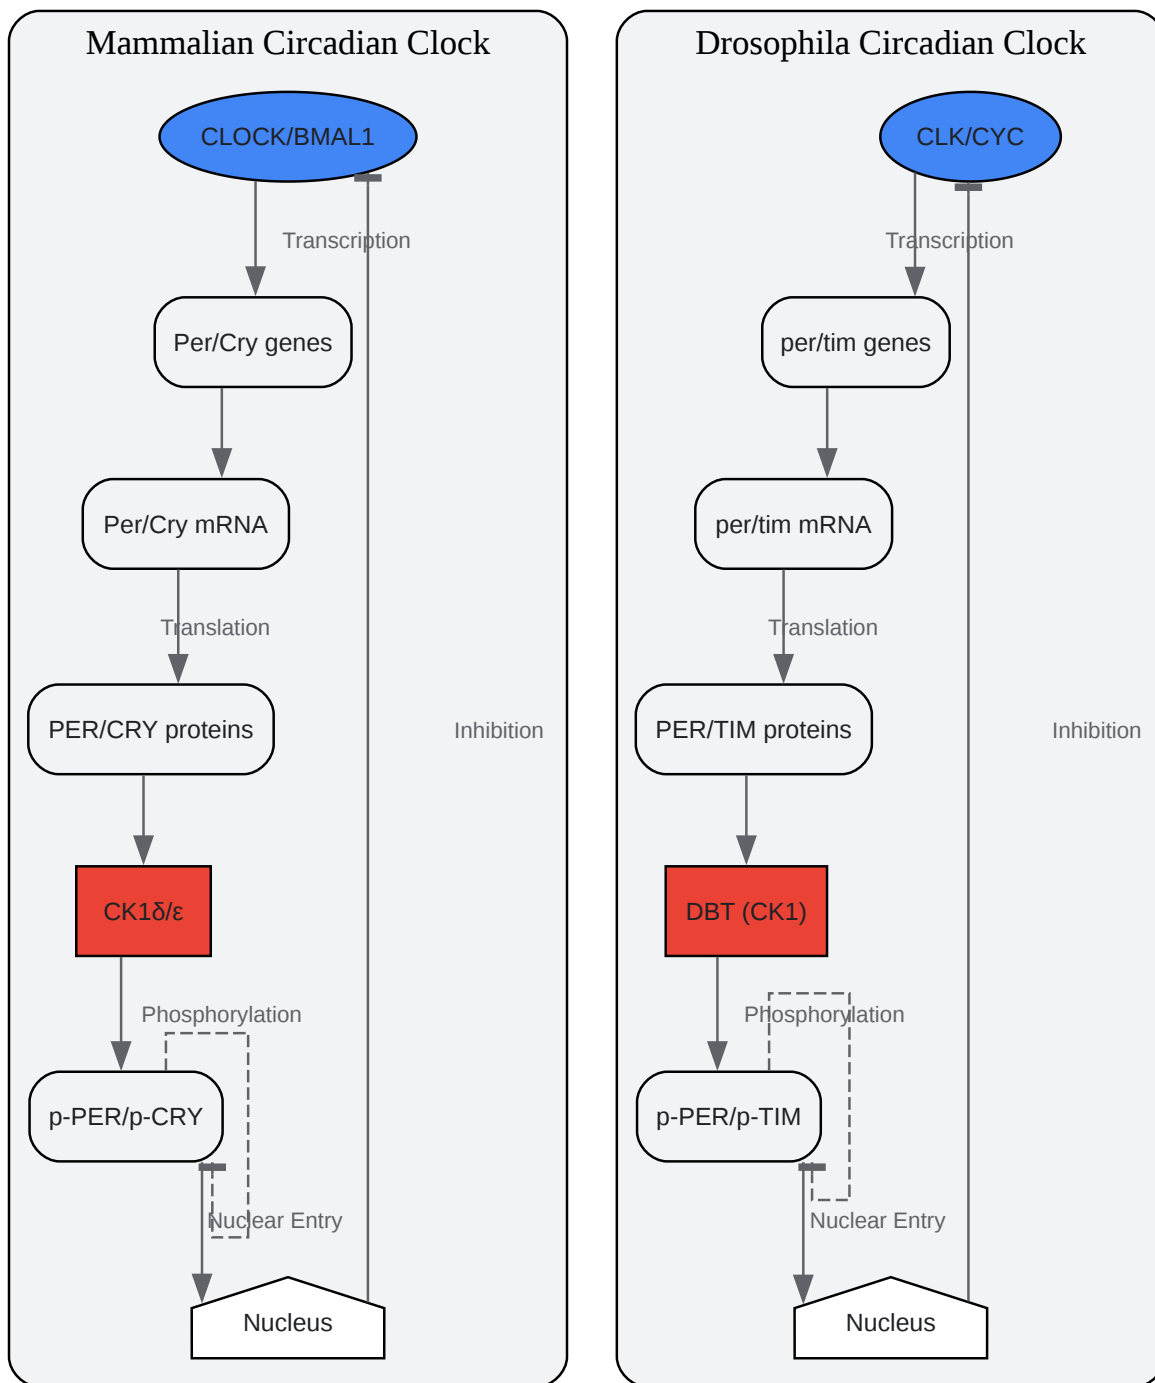 Mammalian Circadian Clock
CLOCK/BMAL1
Transcription
Per/Cry genes
Per/Cry mRNA
Translation
PER/CRY proteins
Inhibition
CK1δ/ε
Phosphorylation
p-PER/p-CRY
Nuclear Entry
Nucleus
Drosophila Circadian Clock
CLK/CYC
Transcription
per/tim genes
per/tim mRNA
Translation
PER/TIM proteins
Inhibition
DBT (CK1)
Phosphorylation
p-PER/p-TIM
Nuclear Entry
Nucleus